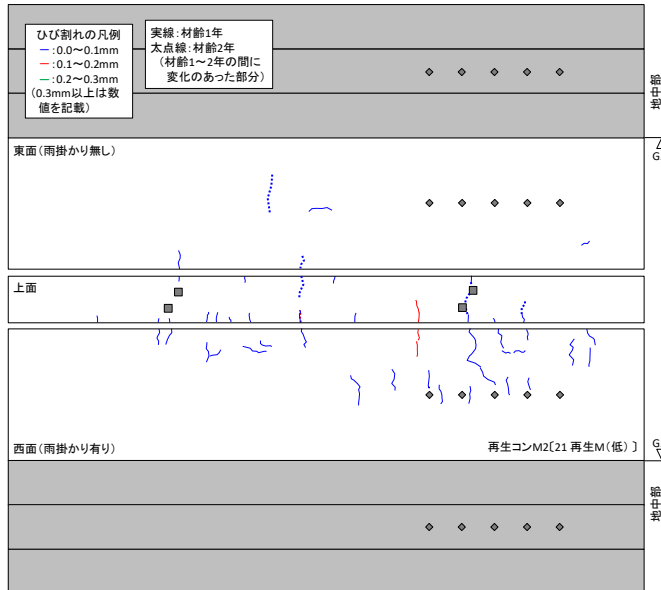 ひび割れの凡例
ー:0.0～0.1mm
ー:0.1～0.2mm
ー:0.2～0.3mm
(0.3mm以上は数
値を記載)
実線:材齢1年
太点線:材齢2年
(材齢1～2年の間に
変化のあった部分)
地中部
G
東面(雨掛かり無し)
上面
西面(雨掛かり有り)
再生コンM2〔21 再生M(低) 〕
G
地中部